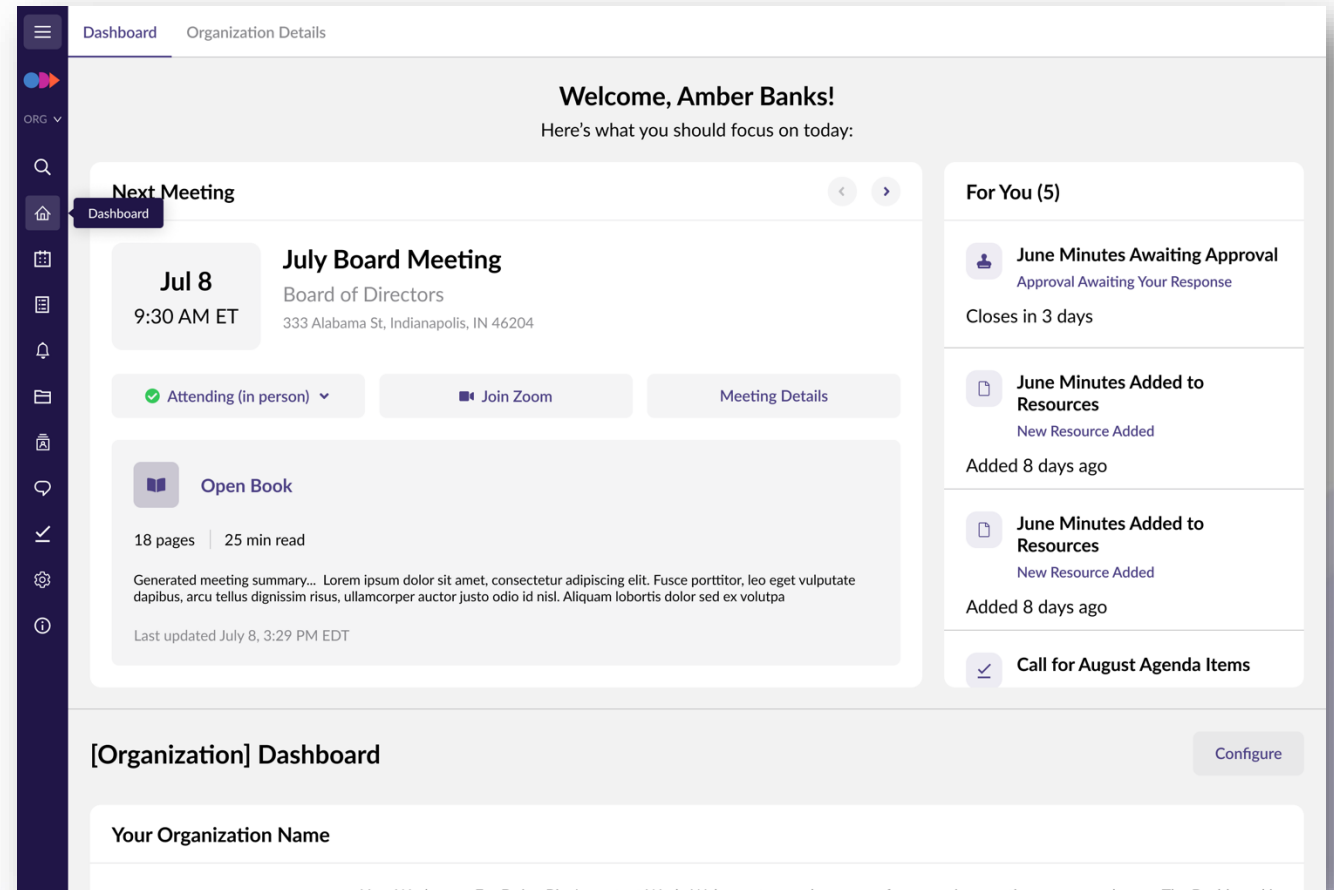 Dashboard Organization Details
ORG
Welcome, Amber Banks!
Here's what you should focus on today:
Dashboard
Next Meeting
Jul 8
9:30 AM ET
July Board Meeting
Board of Directors
333 Alabama St, Indianapolis, IN 46204
Attending (in person)
Join Zoom
Meeting Details
Open Book
18 pages
25 min read
Generated meeting summary... Lorem ipsum dolor sit amet, consectetur adipiscing elit. Fusce porttitor, leo eget vulputate
dapibus, arcu tellus dignissim risus, ullamcorper auctor justo odio id nisl. Aliquam lobortis dolor sed ex volutpa
Last updated July 8, 3:29 PM EDT
For You (5)
June Minutes Awaiting Approval
Approval Awaiting Your Response
Closes in 3 days
June Minutes Added to
Resources
New Resource Added
Added 8 days ago
June Minutes Added to
Resources
New Resource Added
Added 8 days ago
Call for August Agenda Items
[Organization] Dashboard
Configure
Your Organization Name